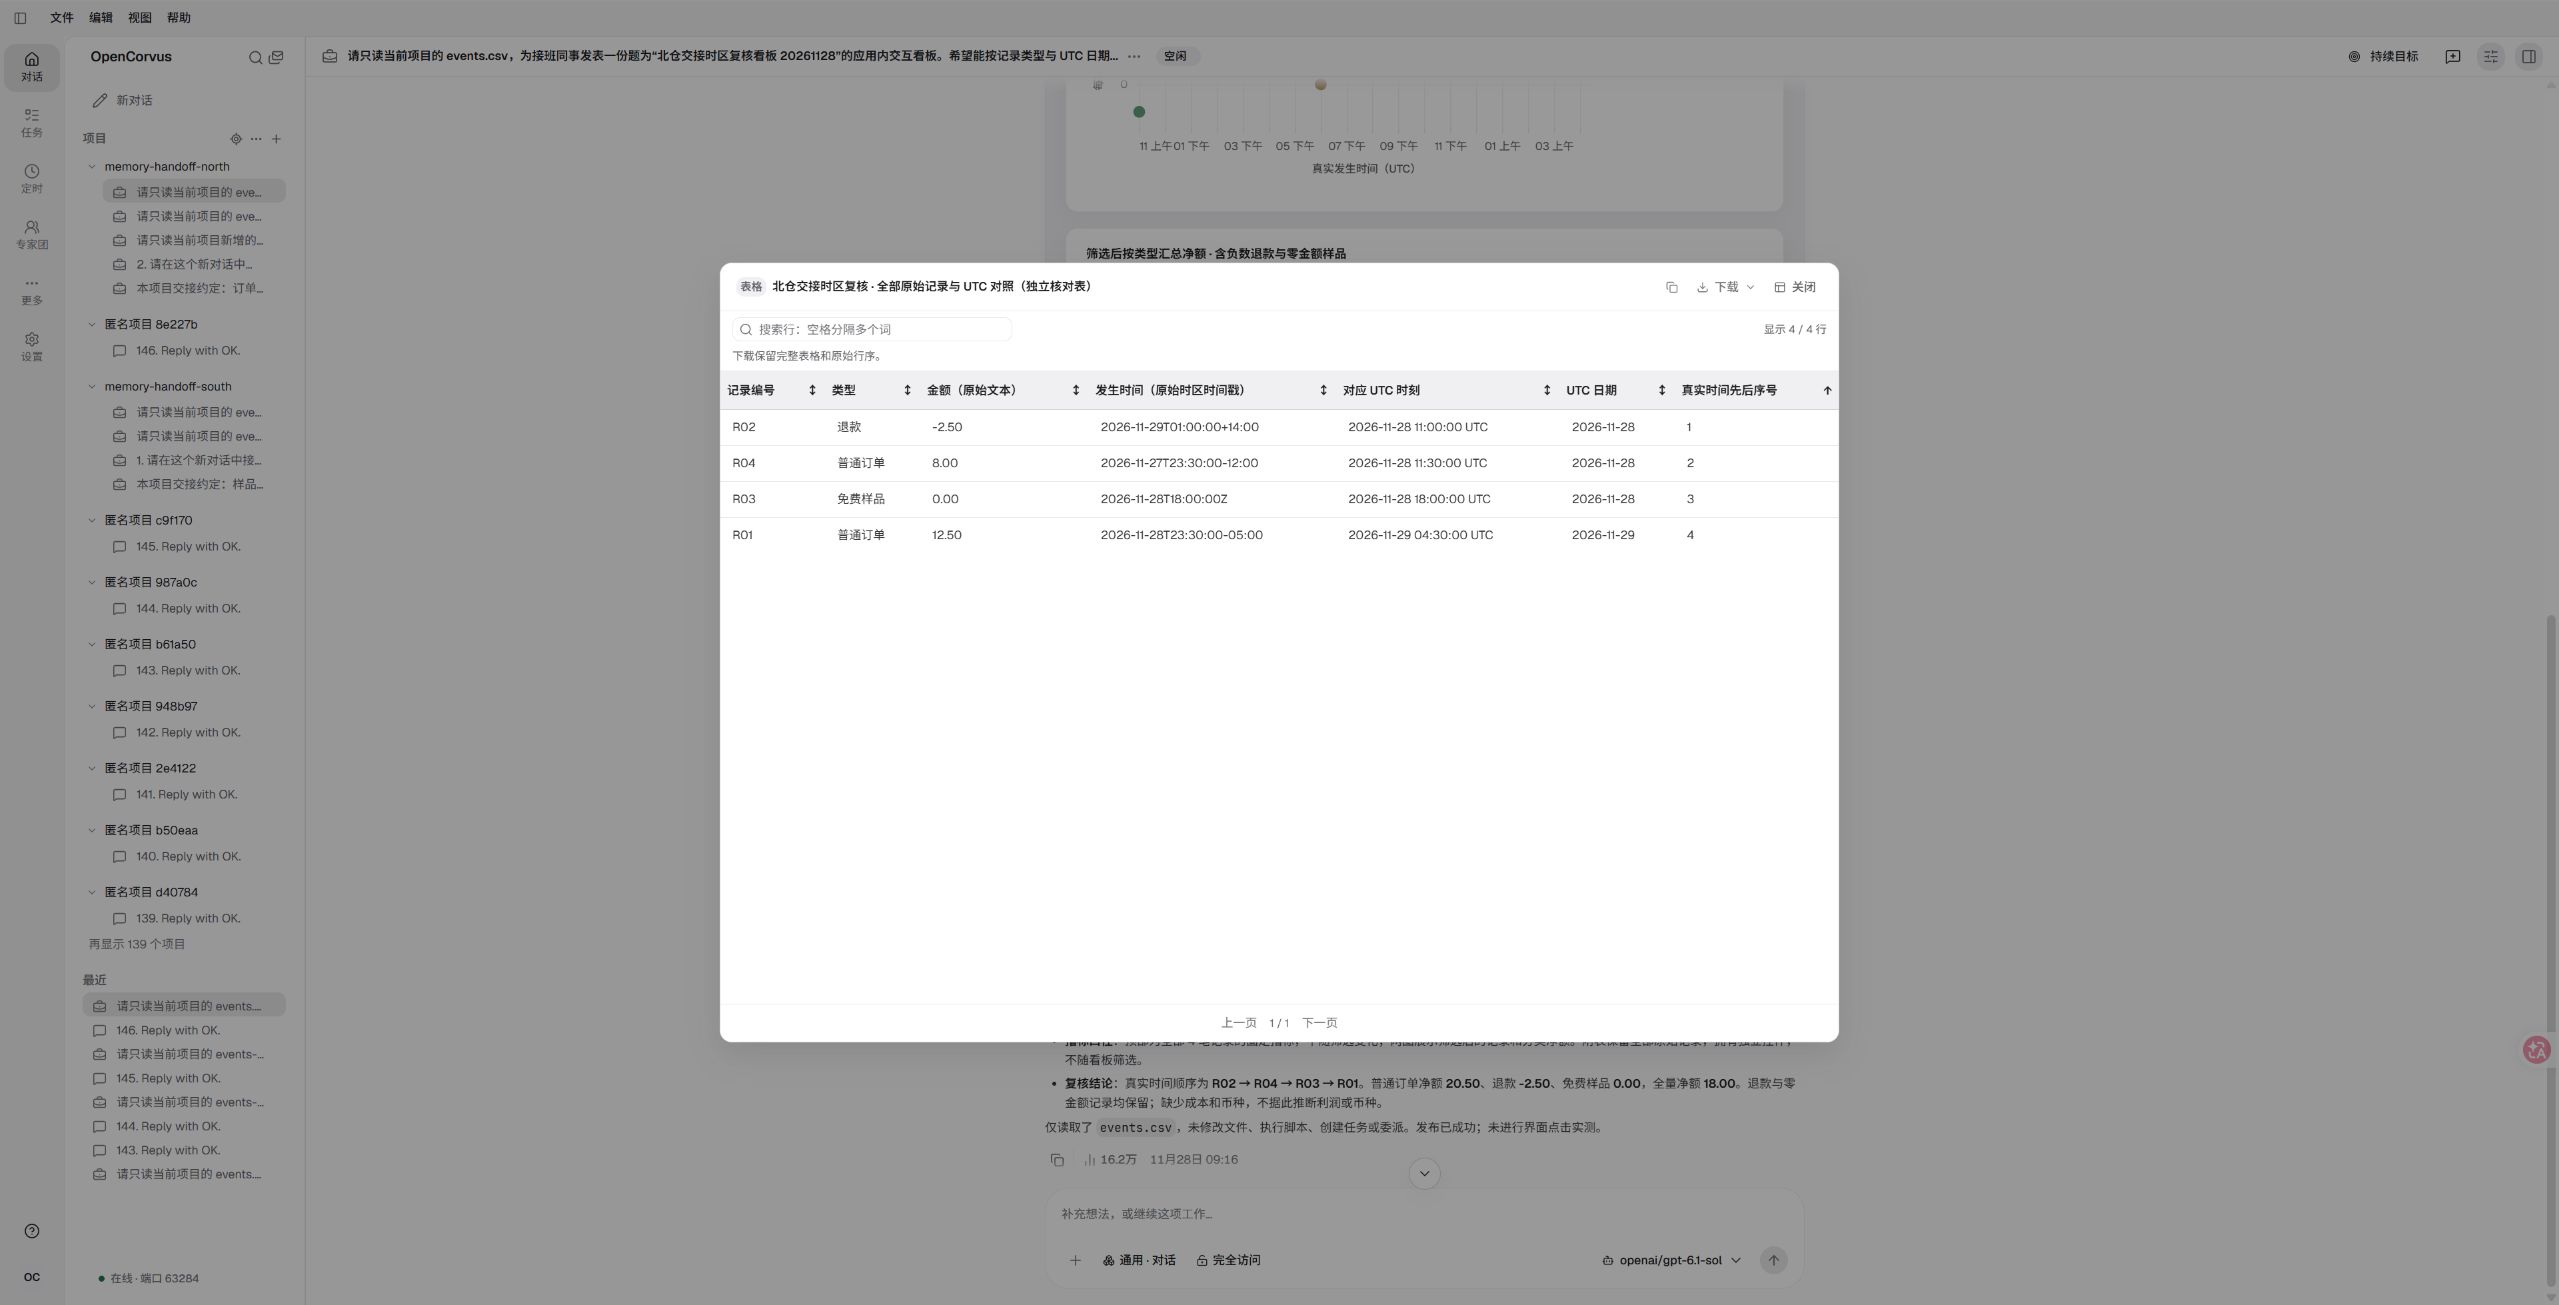 文件 编辑 视图 帮助
对话
任务
定时
专家团
更多
设置
OC
OpenCorvus
新对话
项目
memory-handoff-north
请只读当前项目的 eve...
请只读当前项目的 eve...
请只读当前项目新增的...
2. 请在这个新对话中...
本项目交接约定：订单...
匿名项目 8e227b
146. Reply with OK.
memory-handoff-south
请只读当前项目的 eve...
请只读当前项目的 eve...
1. 请在这个新对话中接...
本项目交接约定：样品...
匿名项目 c9f170
145. Reply with OK.
匿名项目 987a0c
144. Reply with OK.
匿名项目 b61a50
143. Reply with OK.
匿名项目 948b97
142. Reply with OK.
匿名项目 2e4122
141. Reply with OK.
匿名项目 b50eaa
140. Reply with OK.
匿名项目 d40784
139. Reply with OK.
再显示 139 个项目
最近
请只读当前项目的 events....
146. Reply with OK.
请只读当前项目的 events-...
145. Reply with OK.
请只读当前项目的 events-...
144. Reply with OK.
143. Reply with OK.
请只读当前项目的 events....
在线 · 端口 63284
请只读当前项目的 events.csv，为接班同事发表一份题为“北仓交接时区复核看板 20261128”的应用内交互看板。希望能按记录类型与 UTC 日期... 空闲
持续目标
0
11 上午 01 下午 03 下午 05 下午 07 下午 09 下午 11 下午 01 上午 03 上午
真实发生时间（UTC）
筛选后按类型汇总净额 · 含负数退款与零金额样品
表格 北仓交接时区复核 · 全部原始记录与 UTC 对照（独立核对表） 下载 关闭
搜索行：空格分隔多个词 显示 4 / 4 行
下载保留完整表格和原始行序。
记录编号 类型 金额（原始文本） 发生时间（原始时区时间戳） 对应 UTC 时刻 UTC 日期 真实时间先后序号
R02 退款 -2.50 2026-11-29T01:00:00+14:00 2026-11-28 11:00:00 UTC 2026-11-28 1
R04 普通订单 8.00 2026-11-27T23:30:00-12:00 2026-11-28 11:30:00 UTC 2026-11-28 2
R03 免费样品 0.00 2026-11-28T18:00:00Z 2026-11-28 18:00:00 UTC 2026-11-28 3
R01 普通订单 12.50 2026-11-28T23:30:00-05:00 2026-11-29 04:30:00 UTC 2026-11-29 4
上一页 1 / 1 下一页
不随看板筛选。
复核结论：真实时间顺序为 R02 → R04 → R03 → R01。普通订单净额 20.50、退款 -2.50、免费样品 0.00，全量净额 18.00。退款与零
金额记录均保留；缺少成本和币种，不据此推断利润或币种。
仅读取了 events.csv，未修改文件、执行脚本、创建任务或委派。发布已成功；未进行界面点击实测。
16.2万 11月28日 09:16
补充想法，或继续这项工作...
通用 · 对话 完全访问 openai/gpt-6.1-sol